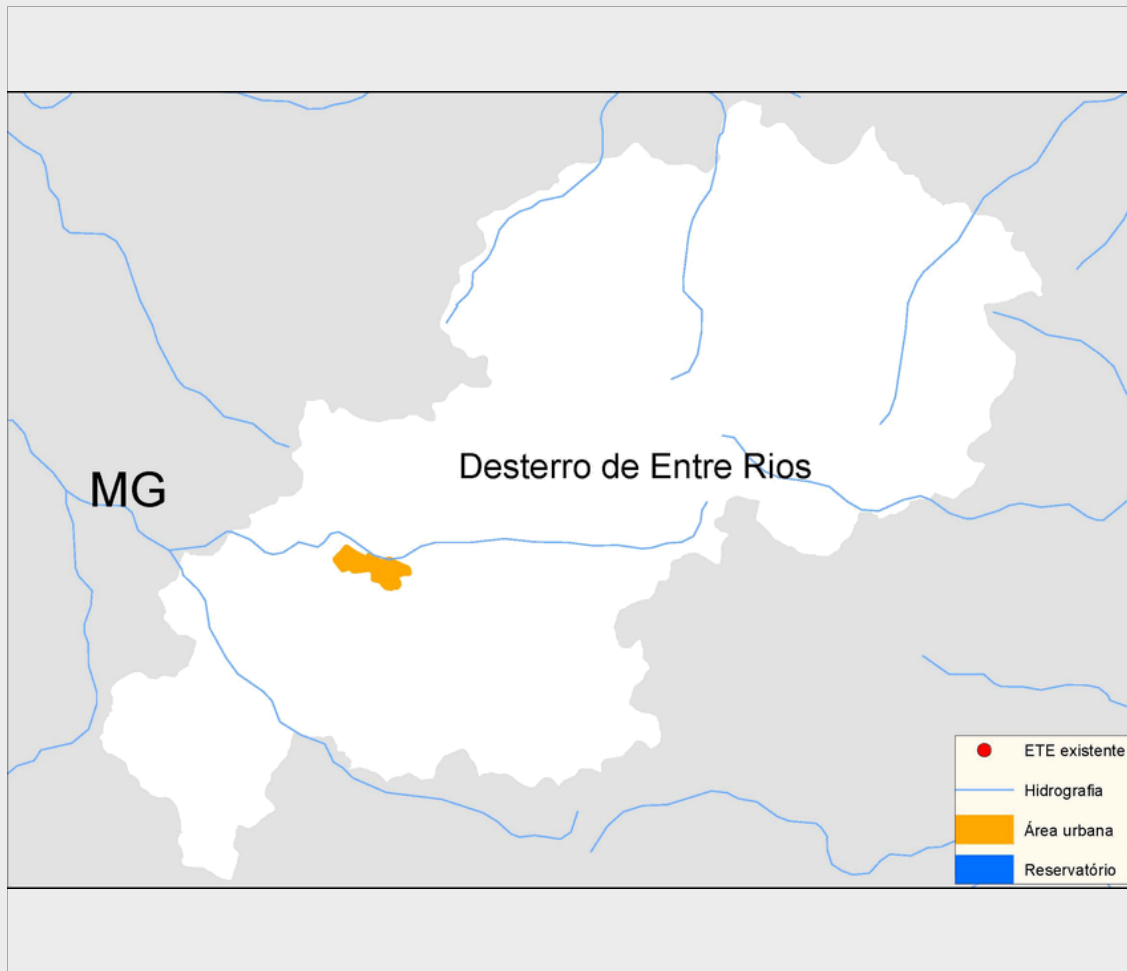 Desterro de Entre Rios
MG
ETE existente
Hidrografia
Área urbana
Reservatório